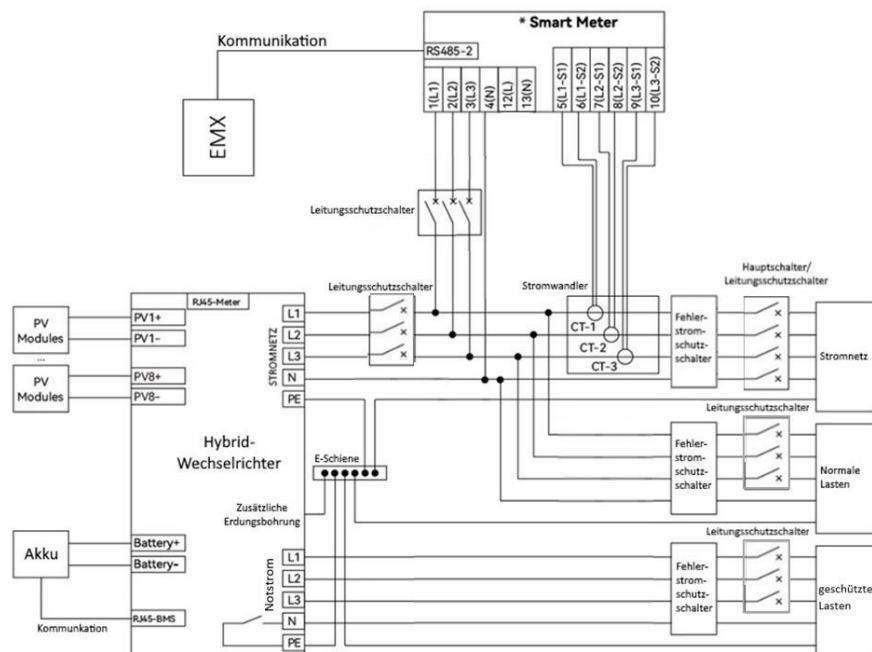 * Smart Meter
Kommunikation
RS485-2
1(L1)
2(L2)
3(L3)
4(N)
12(L)
13(N)
5(L1-S1)
6(L1-S2)
7(L2-S1)
8(L2-S2)
9(L3-S1)
10(L3-S2)
EMX
Leitungsschutzschalter
Leitungsschutzschalter
Stromwandler
Hauptschalter/
Leitungsschutzschalter
RJ45-Meter
PV
Modules
PV1+
PV1-
...
PV
Modules
PV8+
PV8-
STROMNETZ
L1
L2
L3
N
PE
CT-1
CT-2
CT-3
Fehler-
strom-
schutz-
schalter
Stromnetz
Hybrid-
Wechselrichter
E-Schiene
Zusätzliche
Erdungsbohrung
Leitungsschutzschalter
Fehler-
strom-
schutz-
schalter
Normale
Lasten
Akku
Battery+
Battery-
Kommunkation
RJ45-BMS
Notstrom
L1
L2
L3
N
PE
Leitungsschutzschalter
Fehler-
strom-
schutz-
schalter
geschützte
Lasten